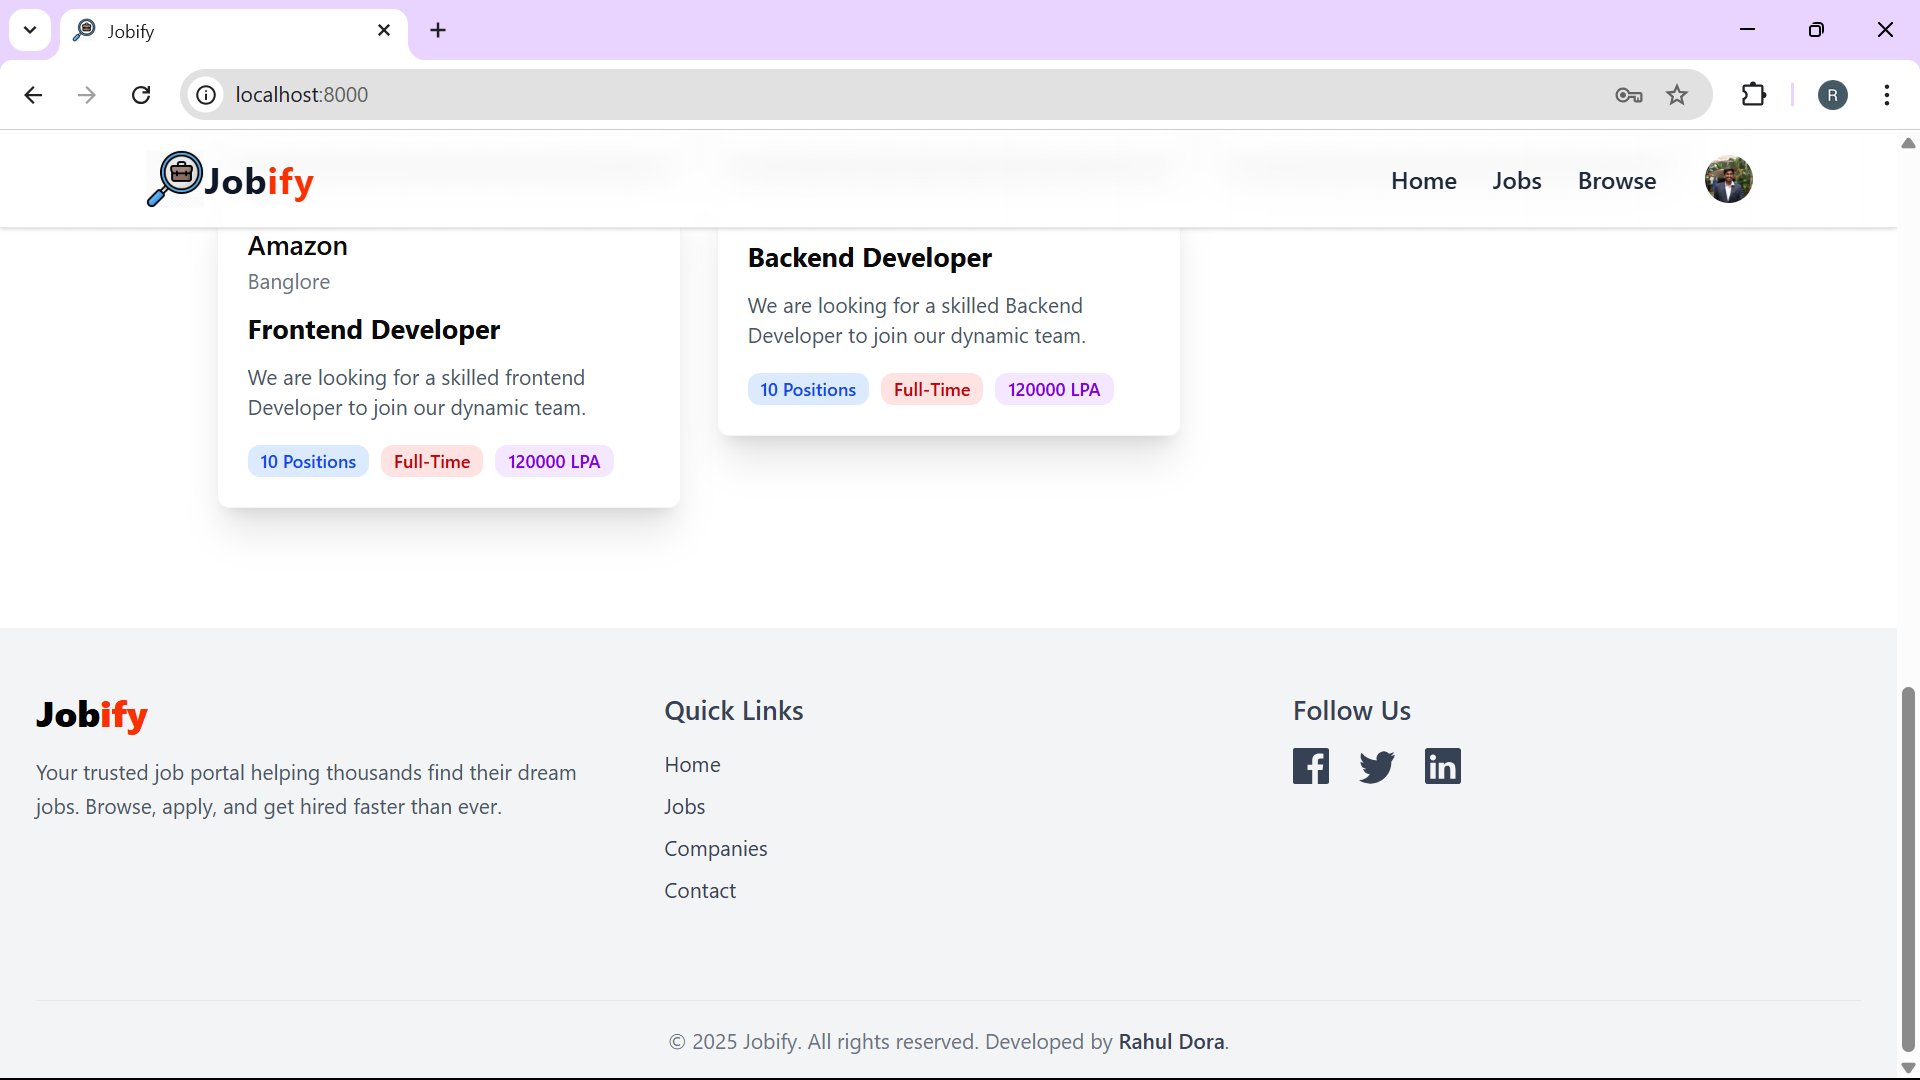 Jobify
localhost:8000
R
Jobify
Home
Jobs
Browse
Amazon
Banglore
Frontend Developer
We are looking for a skilled frontend
Developer to join our dynamic team.
10 Positions
Full-Time
120000 LPA
Backend Developer
We are looking for a skilled Backend
Developer to join our dynamic team.
10 Positions
Full-Time
120000 LPA
Jobify
Your trusted job portal helping thousands find their dream
jobs. Browse, apply, and get hired faster than ever.
Quick Links
Home
Jobs
Companies
Contact
Follow Us
© 2025 Jobify. All rights reserved. Developed by Rahul Dora.